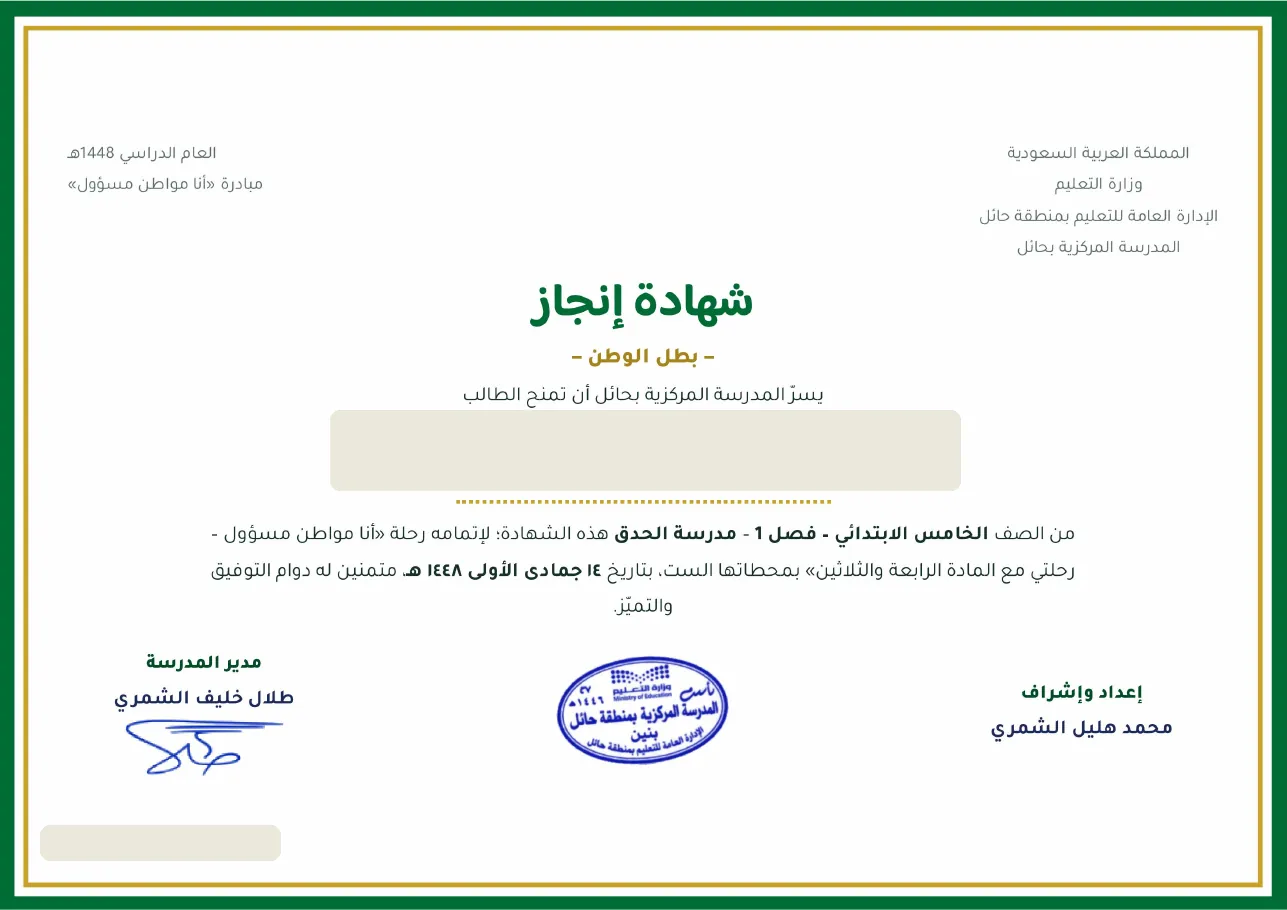 المملكة العربية السعودية
وزارة التعليم
الإدارة العامة للتعليم بمنطقة حائل
المدرسة المركزية بحائل
العام الدراسي 1448هـ
مبادرة «أنا مواطن مسؤول»
شهادة إنجاز
– بطل الوطن –
يسرّ المدرسة المركزية بحائل أن تمنح الطالب
من الصف الخامس الابتدائي – فصل 1 - مدرسة الحدق هذه الشهادة؛ لإتمامه رحلة «أنا مواطن مسؤول –
رحلتي مع المادة الرابعة والثلاثين» بمحطاتها الست، بتاريخ ١٤ جمادى الأولى ١٤٤٨ هـ، متمنين له دوام التوفيق
والتميّز.
إعداد وإشراف
محمد هليل الشمري
وزارة التعليم
Ministry of Education
تأسست
٢٧
١٤٤٦هـ
المدرسة المركزية بمنطقة حائل
بنين
الإدارة العامة للتعليم بمنطقة حائل
مدير المدرسة
طلال خليف الشمري